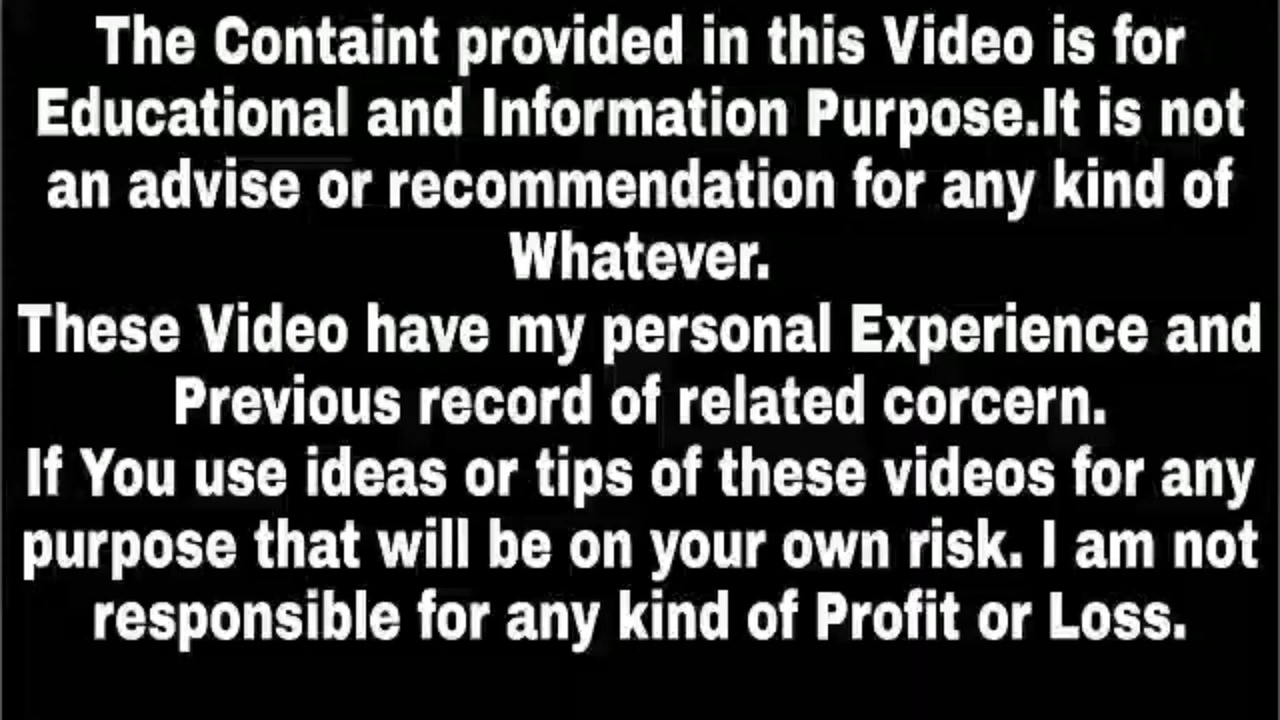 The Containt provided in this Video is for
Educational and Information Purpose.It is not
an advise or recommendation for any kind of
Whatever.
These Video have my personal Experience and
Previous record of related corcern.
If You use ideas or tips of these videos for any
purpose that will be on your own risk. I am not
responsible for any kind of Profit or Loss.